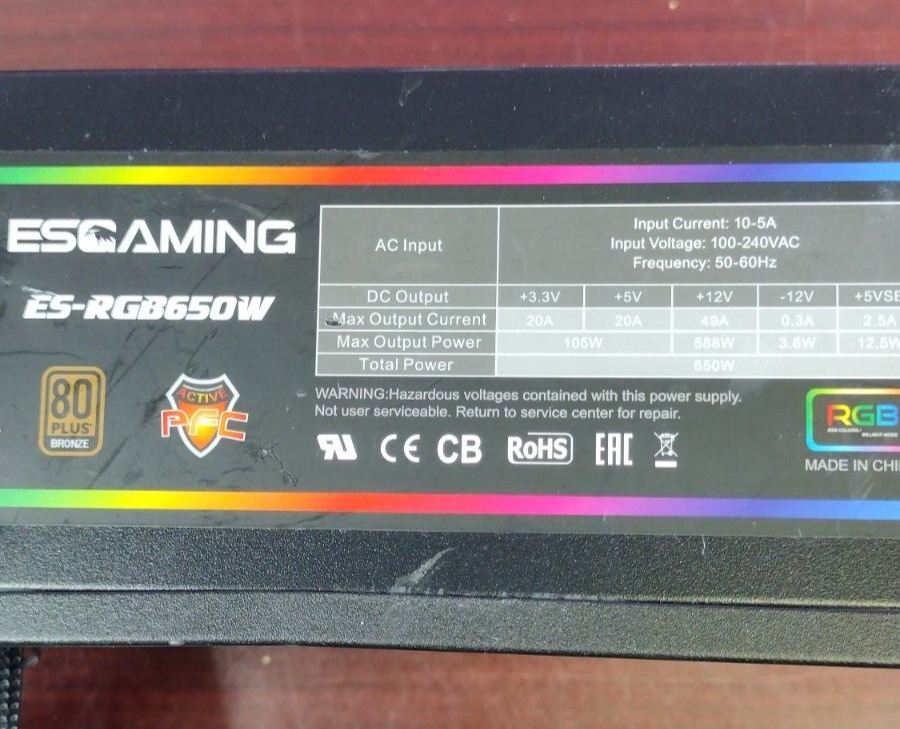 ESGAMING
ES-RGB650W
AC Input
Input Current: 10-5A
Input Voltage: 100-240VAC
Frequency: 50-60Hz
DC Output +3.3V +5V +12V -12V +5VSB
Max Output Current 20A 20A 49A 0.3A 2.5A
Max Output Power 105W 588W 3.6W 12.5W
Total Power 650W
WARNING:Hazardous voltages contained with this power supply.
Not user serviceable. Return to service center for repair.
80
PLUS
BRONZE
ACTIVE
PFC
CE CB RoHS EAC
RGB
MADE IN CHI